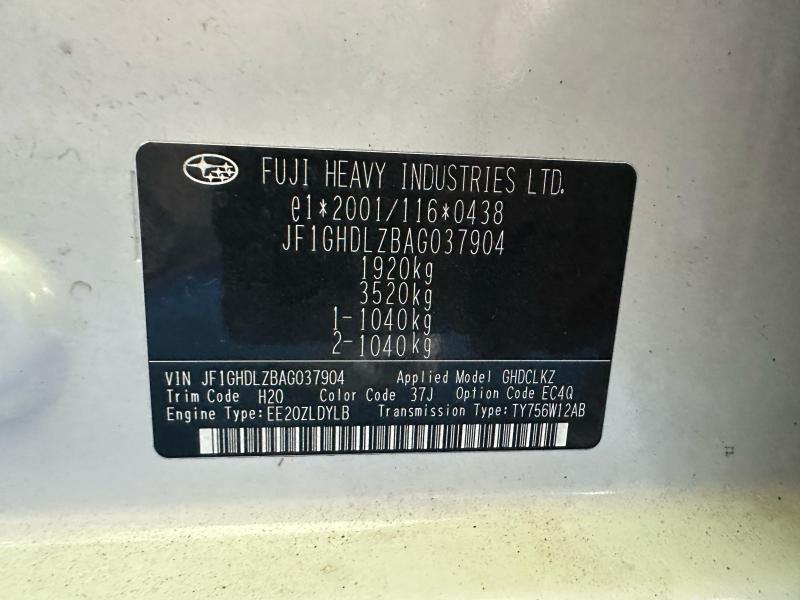 FUJI HEAVY INDUSTRIES LTD.
e1*2001/116*0438
JF1GHDLZBAG037904
1920kg
3520kg
1-1040kg
2-1040kg
VIN JF1GHDLZBAG037904 Applied Model GHDCLKZ
Trim Code H20 Color Code 37J Option Code EC4Q
Engine Type:EE20ZLDYLB Transmission Type:TY756W12AB